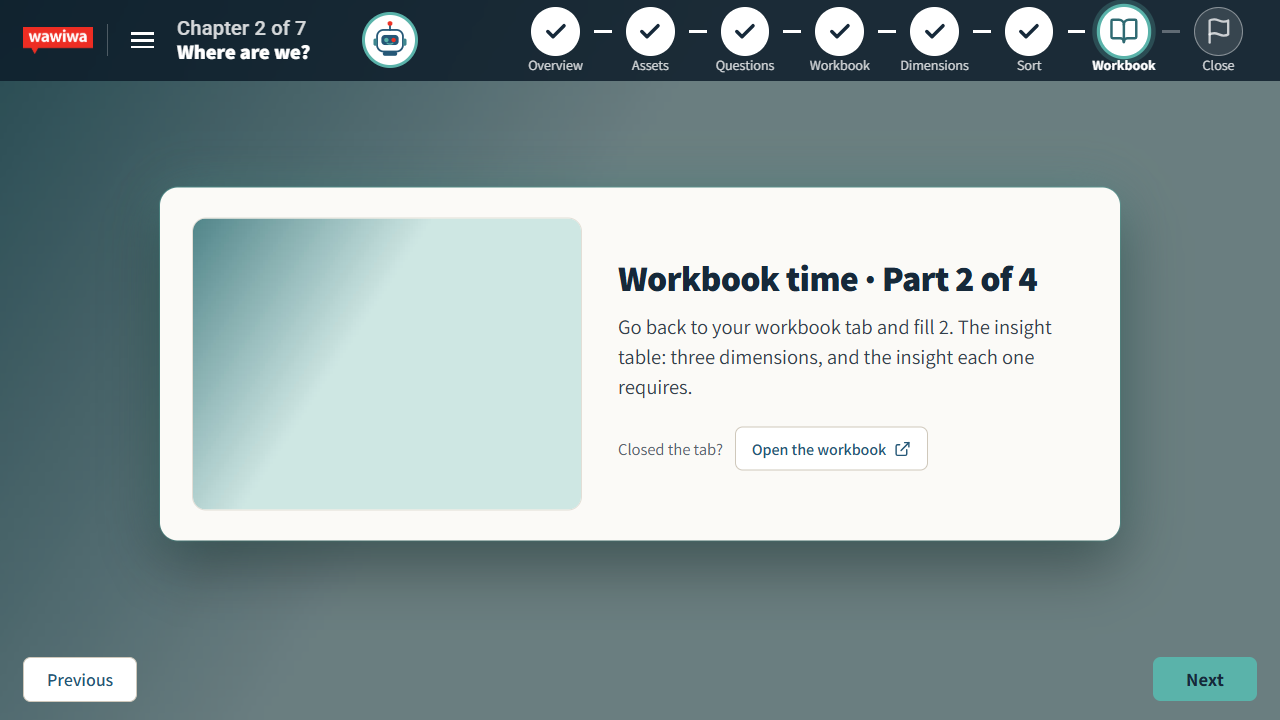 wawiwa
Chapter 2 of 7
Where are we?
Overview
Assets
Questions
Workbook
Dimensions
Sort
Workbook
Close
Workbook time • Part 2 of 4
Go back to your workbook tab and fill 2. The insight
table: three dimensions, and the insight each one
requires.
Closed the tab?
Open the workbook
Previous
Next